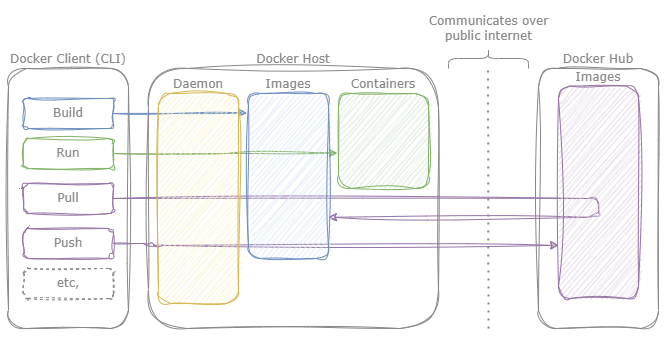 Communicates over
public internet
Docker Client (CLI)
Docker Host
Docker Hub
Daemon
Images
Containers
Images
Build
Run
Pull
Push
etc,